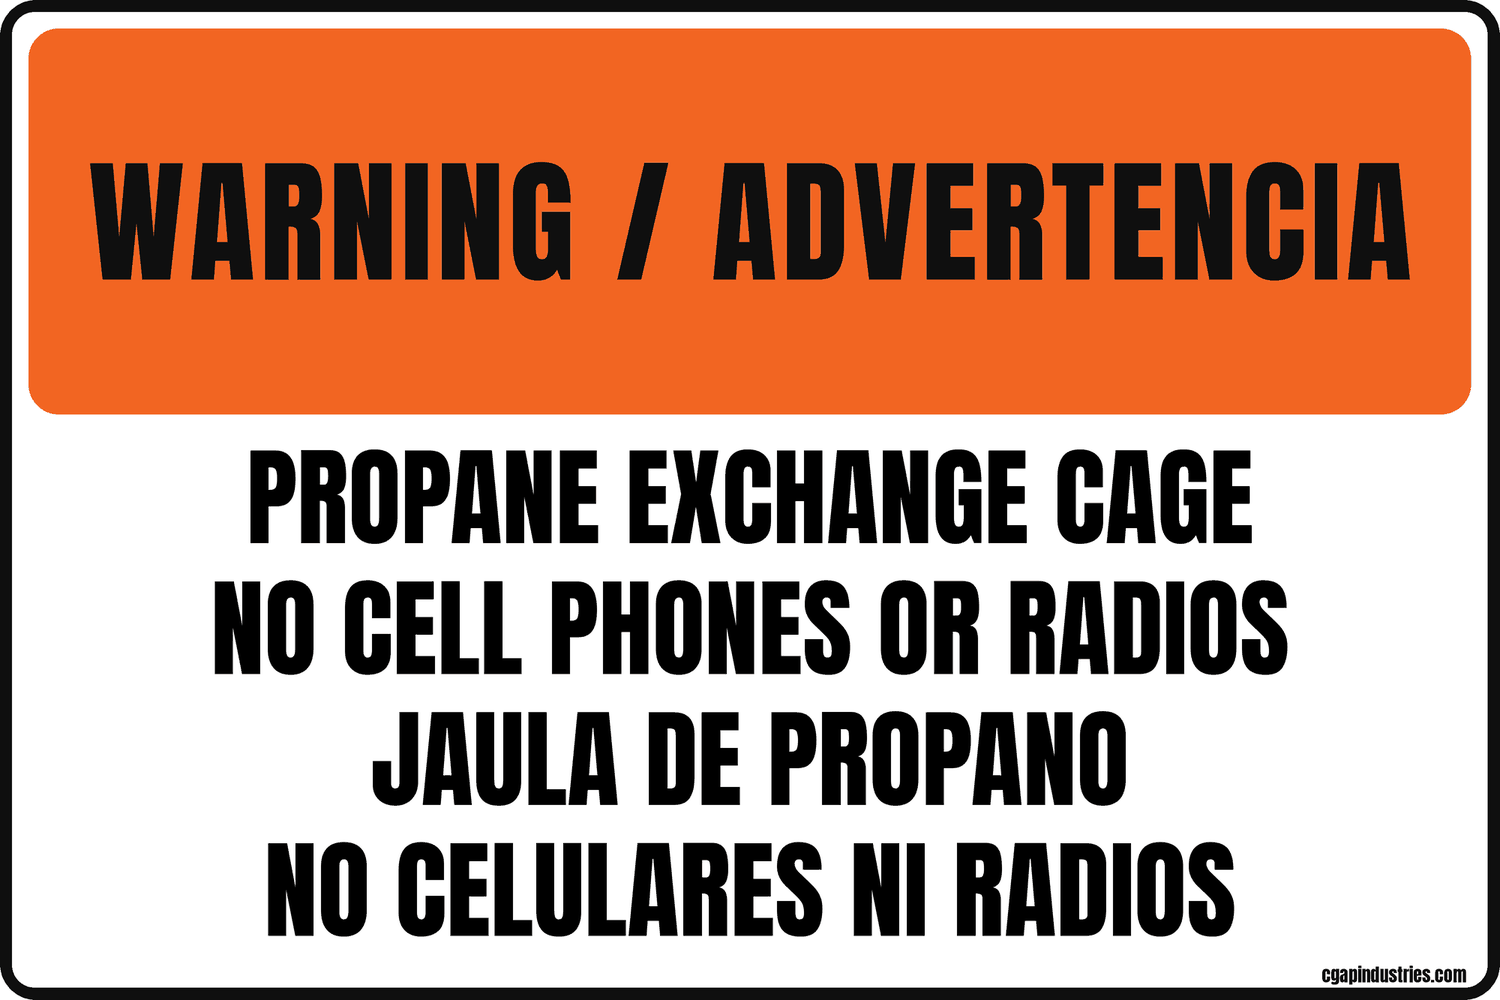 WARNING / ADVERTENCIA
PROPANE EXCHANGE CAGE
NO CELL PHONES OR RADIOS
JAULA DE PROPANO
NO CELULARES NI RADIOS
cgapindustries.com